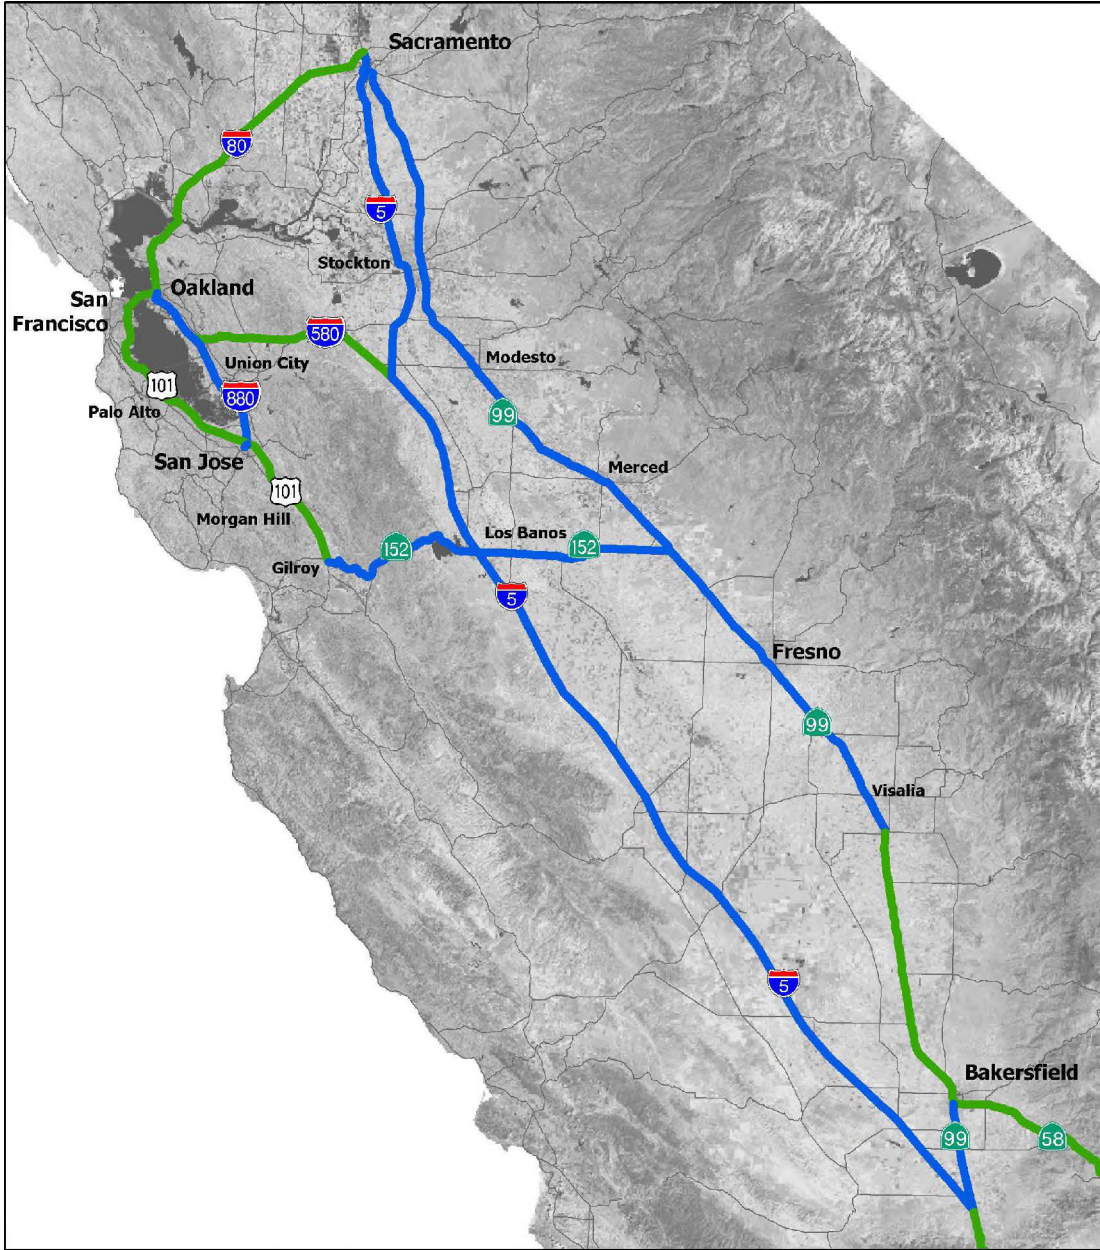 Sacramento
80
5
Stockton
Oakland
San
Francisco
580
Union City
Modesto
101
880
Palo Alto
99
San Jose
Merced
101
Morgan Hill
Los Banos
152
152
Gilroy
5
Fresno
99
Visalia
5
Bakersfield
99
58